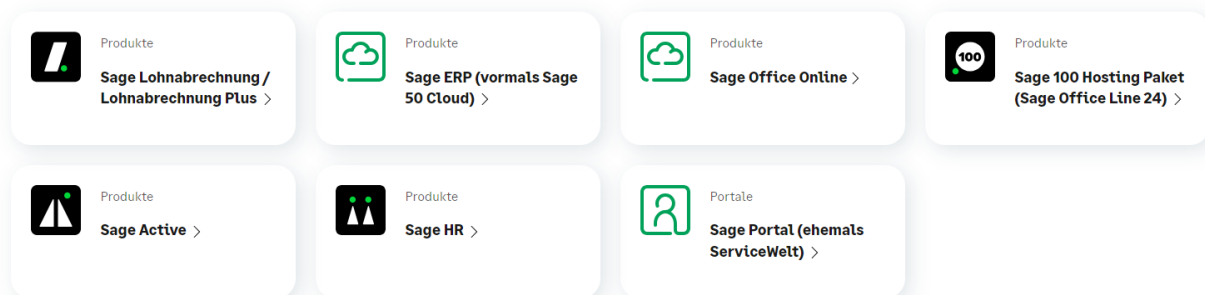 Produkte
Sage Lohnabrechnung /
Lohnabrechnung Plus
Produkte
Sage ERP (vormals Sage
50 Cloud)
Produkte
Sage Office Online
100
Produkte
Sage 100 Hosting Paket
(Sage Office Line 24)
Produkte
Sage Active
Produkte
Sage HR
Portale
Sage Portal (ehemals
ServiceWelt)